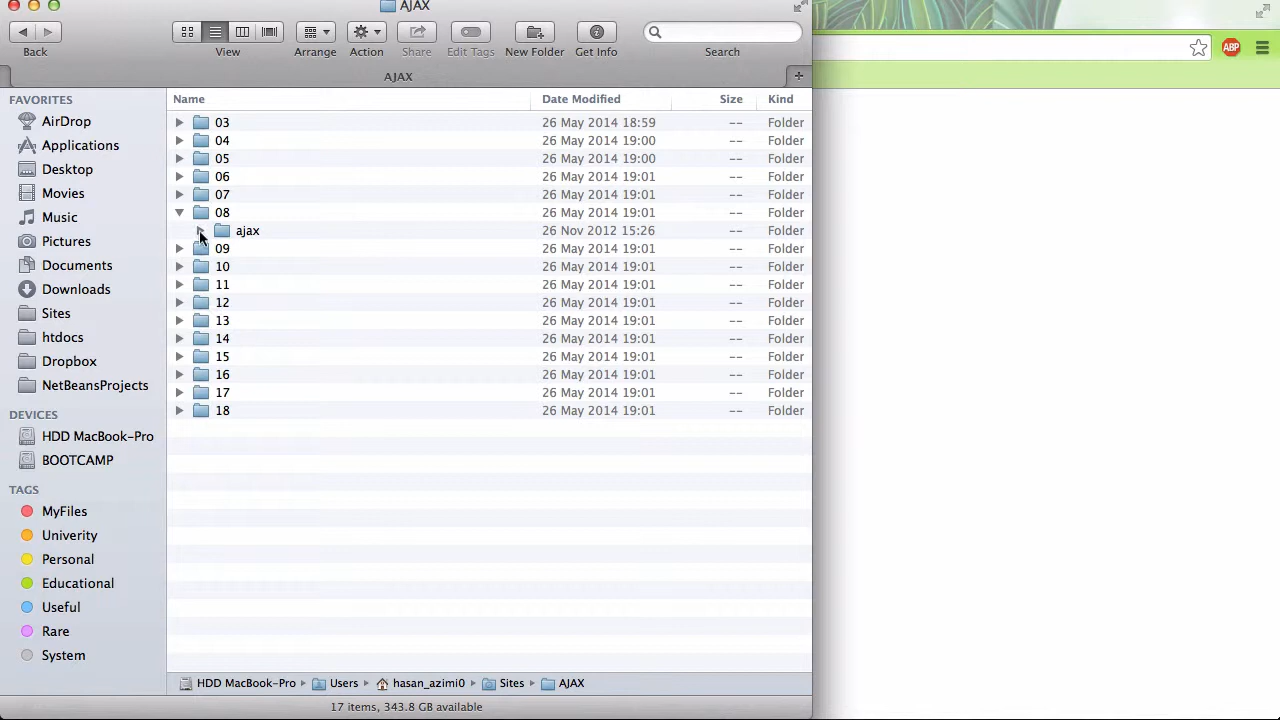 AJAX
Back
View
Arrange
Action
Share
Edit Tags
New Folder
Get Info
Search
AJAX
FAVORITES
AirDrop
Applications
Desktop
Movies
Music
Pictures
Documents
Downloads
Sites
htdocs
Dropbox
NetBeansProjects
DEVICES
HDD MacBook-Pro
BOOTCAMP
TAGS
MyFiles
Univerity
Personal
Educational
Useful
Rare
System
Name Date Modified Size Kind
03 26 May 2014 18:59 -- Folder
04 26 May 2014 19:00 -- Folder
05 26 May 2014 19:00 -- Folder
06 26 May 2014 19:01 -- Folder
07 26 May 2014 19:01 -- Folder
08 26 May 2014 19:01 -- Folder
ajax 26 Nov 2012 15:26 -- Folder
09 26 May 2014 19:01 -- Folder
10 26 May 2014 19:01 -- Folder
11 26 May 2014 19:01 -- Folder
12 26 May 2014 19:01 -- Folder
13 26 May 2014 19:01 -- Folder
14 26 May 2014 19:01 -- Folder
15 26 May 2014 19:01 -- Folder
16 26 May 2014 19:01 -- Folder
17 26 May 2014 19:01 -- Folder
18 26 May 2014 19:01 -- Folder
HDD MacBook-Pro Users hasan_azimi0 Sites AJAX
17 items, 343.8 GB available
ABP